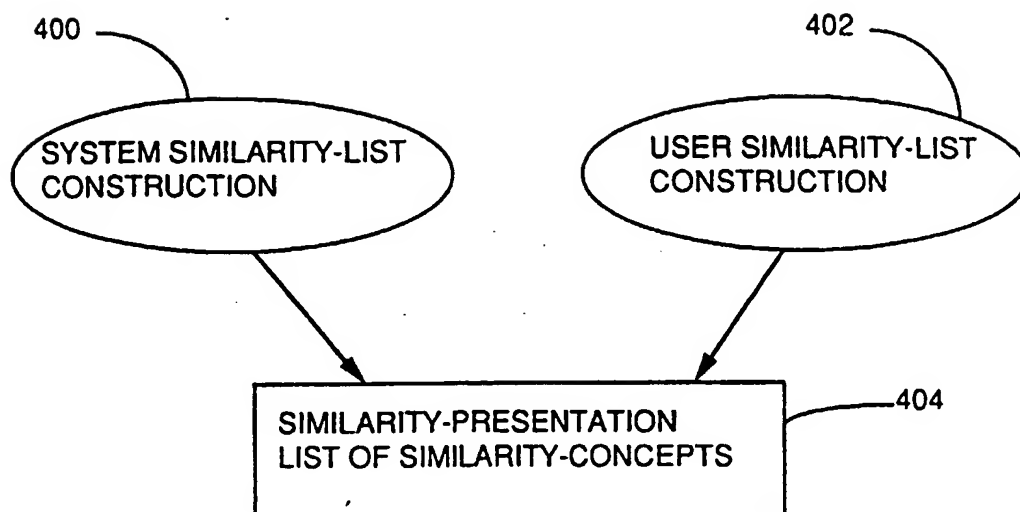 400
402
SYSTEM SIMILARITY-LIST
CONSTRUCTION
USER SIMILARITY-LIST
CONSTRUCTION
SIMILARITY-PRESENTATION
LIST OF SIMILARITY-CONCEPTS
404